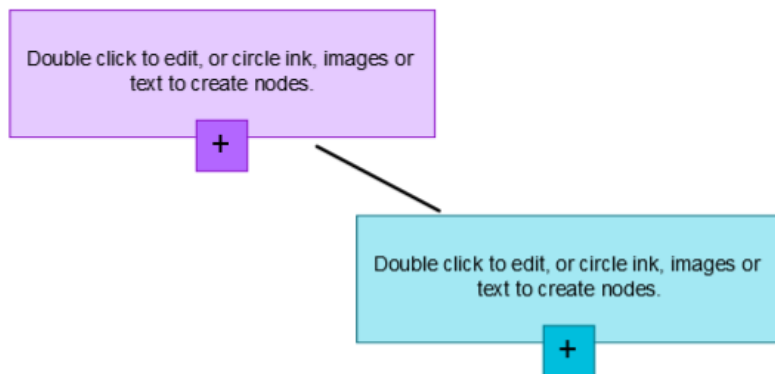 Double click to edit, or circle ink, images or
text to create nodes.
+
Double click to edit, or circle ink, images or
text to create nodes.
+